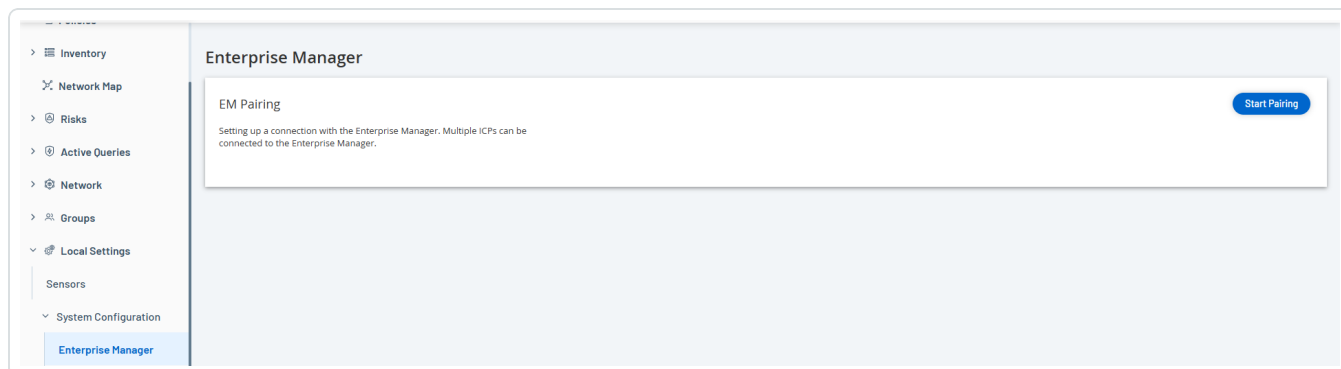 Inventory
Network Map
Risks
Active Queries
Network
Groups
Local Settings
Sensors
System Configuration
Enterprise Manager
Enterprise Manager
EM Pairing
Start Pairing
Setting up a connection with the Enterprise Manager. Multiple ICPs can be
connected to the Enterprise Manager.